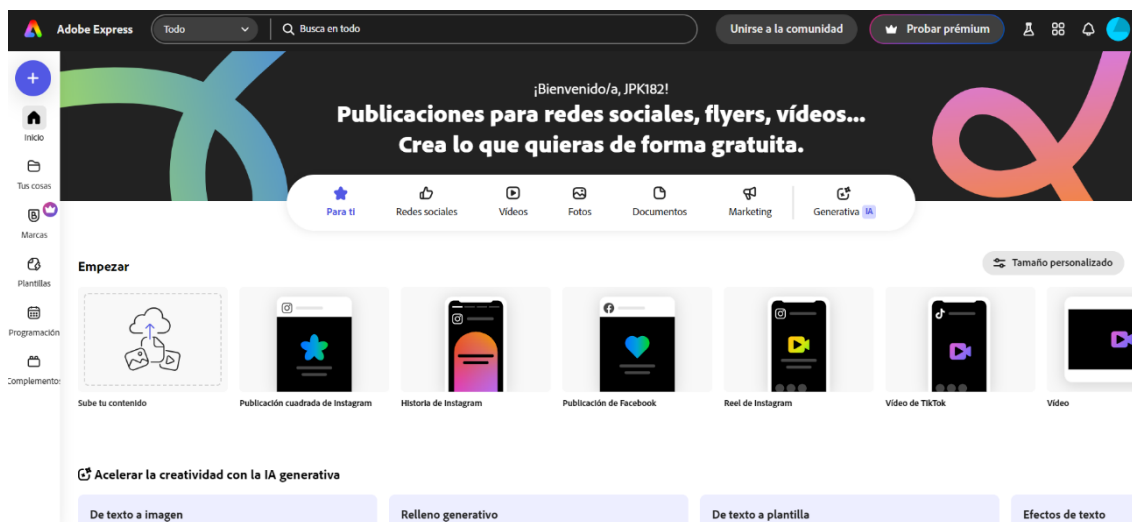 Adobe Express
Todo
Busca en todo
Unirse a la comunidad
Probar prémium
Inicio
Tus cosas
Marcas
Plantillas
Programación
Complementos
¡Bienvenido/a, JPK182!
Publicaciones para redes sociales, flyers, vídeos...
Crea lo que quieras de forma gratuita.
Para ti
Redes sociales
Vídeos
Fotos
Documentos
Marketing
Generativa IA
Empezar
Tamaño personalizado
Sube tu contenido
Publicación cuadrada de Instagram
Historia de Instagram
Publicación de Facebook
Reel de Instagram
Vídeo de TikTok
Vídeo
Acelerar la creatividad con la IA generativa
De texto a imagen
Relleno generativo
De texto a plantilla
Efectos de texto